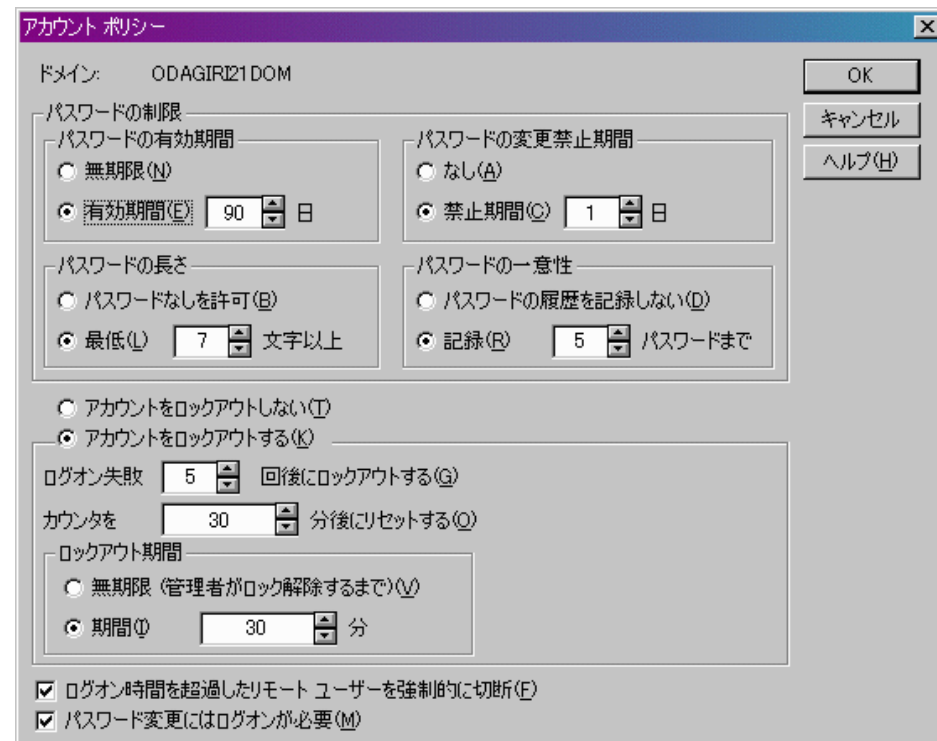 アカウント ポリシー
ドメイン: ODAGIRI21DOM
OK
キャンセル
ヘルプ(H)
パスワードの制限
パスワードの有効期間
無期限(N)
有効期間(E) 90 日
パスワードの変更禁止期間
なし(A)
禁止期間(C) 1 日
パスワードの長さ
パスワードなしを許可(B)
最低(L) 7 文字以上
パスワードの一意性
パスワードの履歴を記録しない(D)
記録(R) 5 パスワードまで
アカウントをロックアウトしない(T)
アカウントをロックアウトする(K)
ログオン失敗 5 回後にロックアウトする(G)
カウンタを 30 分後にリセットする(O)
ロックアウト期間
無期限 (管理者がロック解除するまで)(V)
期間(I) 30 分
ログオン時間を超過したリモート ユーザーを強制的に切断(F)
パスワード変更にはログオンが必要(M)